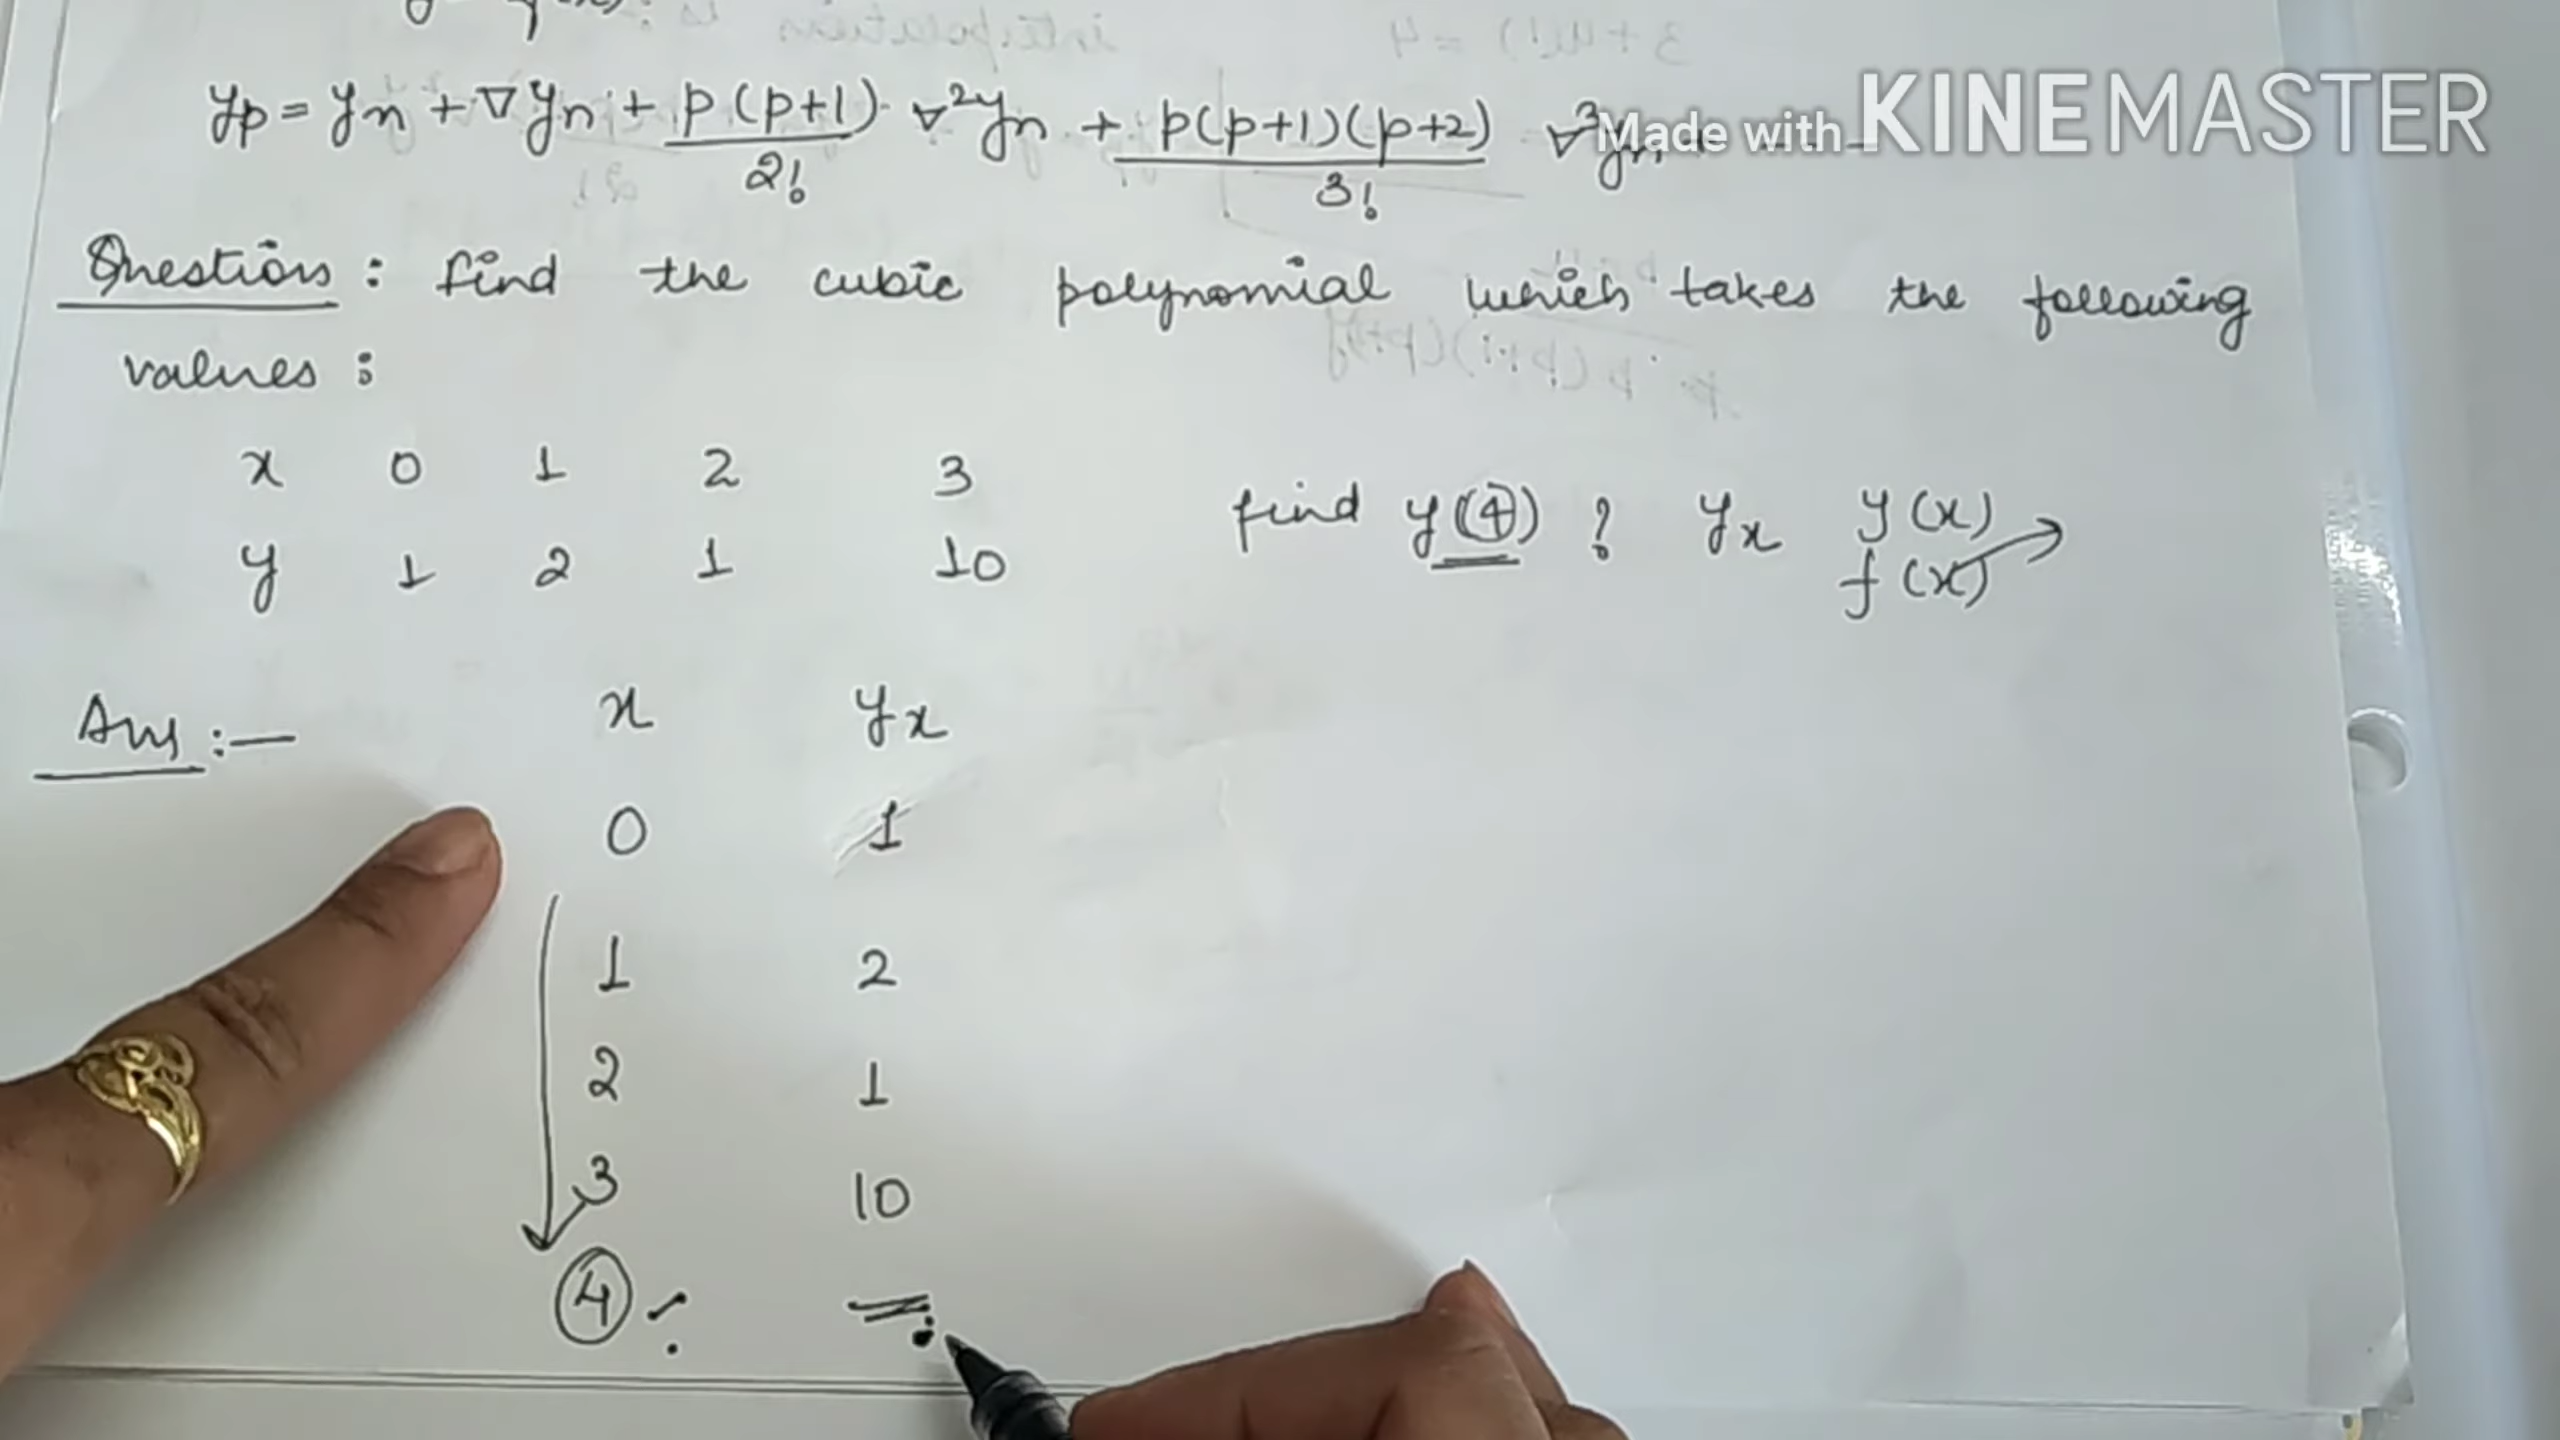 yp = yn + ∇yn + p(p+1)/2! ∇²yn + p(p+1)(p+2)/3! ∇³yn + - - -
Made with KINEMASTER
Question : find the cubic polynomial which takes the following
values :
x 0 1 2 3
y 1 2 1 10
find y(4) ? yx y(x)
f(x)
Ans :—
x yx
0 1
1 2
2 1
3 10
4